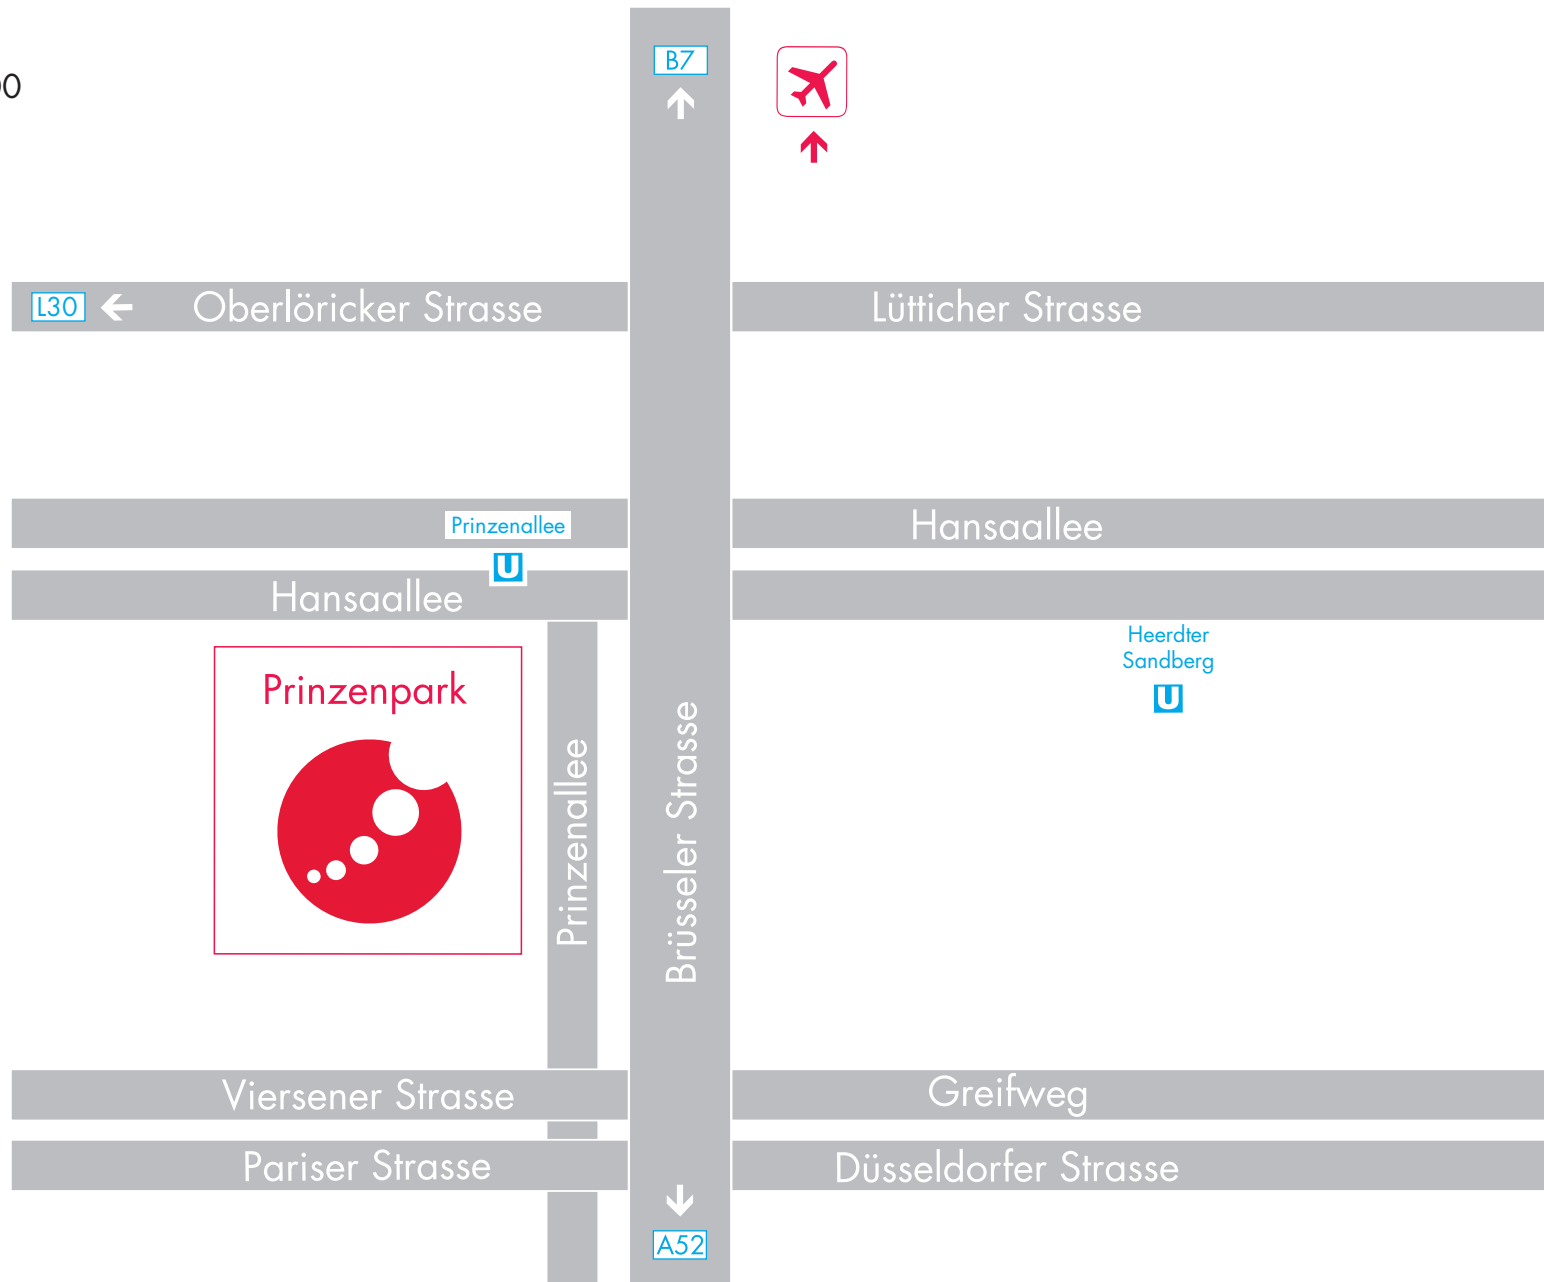 B7
00
L30
Oberlöricker Strasse
Lütticher Strasse
Prinzenallee
Hansaallee
U
Hansaallee
Heerdter
Sandberg
U
Prinzenpark
Prinzenallee
Brüsseler Strasse
Viersener Strasse
Greifweg
Pariser Strasse
Düsseldorfer Strasse
A52